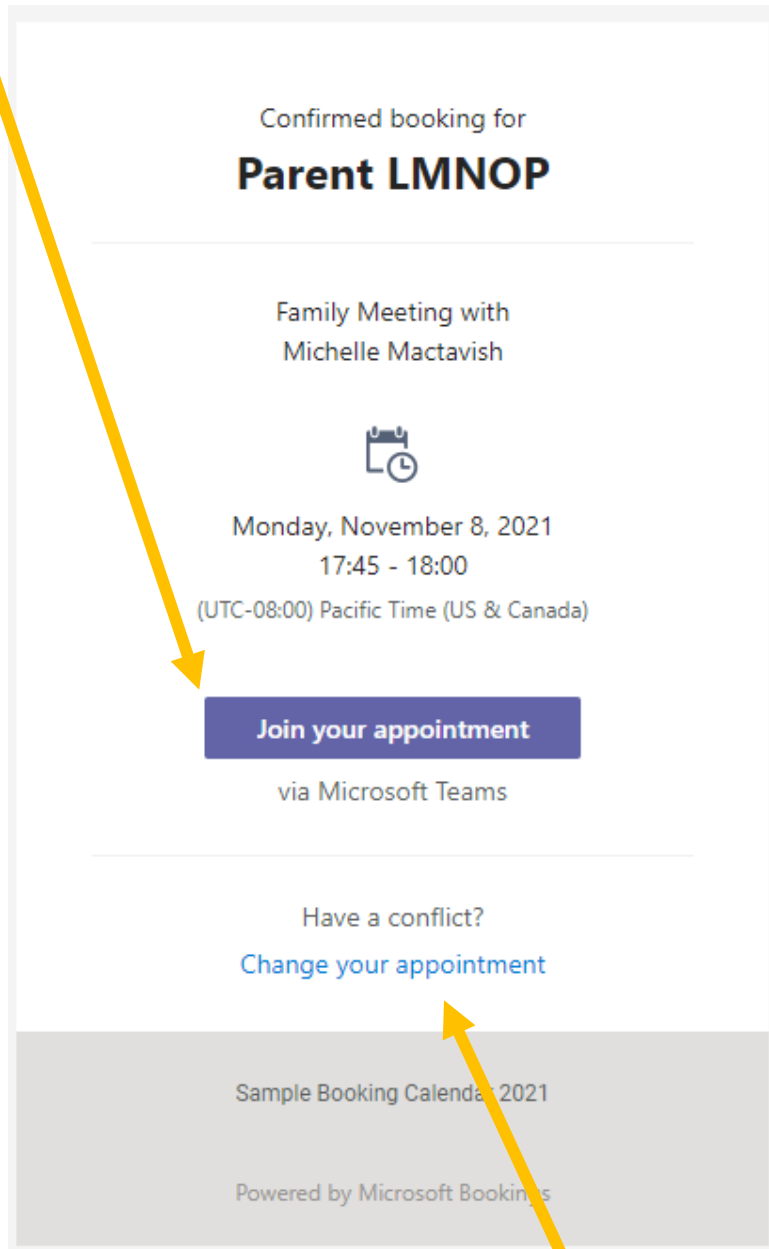 Confirmed booking for
Parent LMNOP
Family Meeting with
Michelle Mactavish
Monday, November 8, 2021
17:45 - 18:00
(UTC-08:00) Pacific Time (US & Canada)
Join your appointment
via Microsoft Teams
Have a conflict?
Change your appointment
Sample Booking Calendar 2021
Powered by Microsoft Bookings